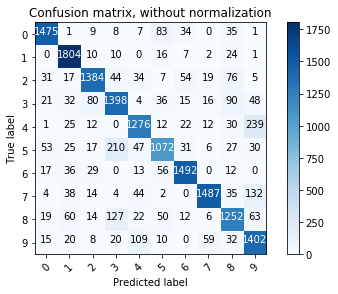 Confusion matrix, without normalization
0 1475 1 9 8 7 83 34 0 35 1
1 0 1804 10 10 0 16 7 2 24 1
2 31 17 1384 44 34 7 54 19 76 5
3 21 32 80 1398 4 36 15 16 90 48
4 1 25 12 0 1276 12 22 12 30 239
5 53 25 17 210 47 1072 31 6 27 30
6 17 36 29 0 13 56 1492 0 12 0
7 4 38 14 4 44 2 0 1487 35 132
8 19 60 14 127 22 50 12 6 1252 63
9 15 20 8 20 109 10 0 59 32 1402
0 1 2 3 4 5 6 7 8 9
True label
Predicted label
1750
1500
1250
1000
750
500
250
0